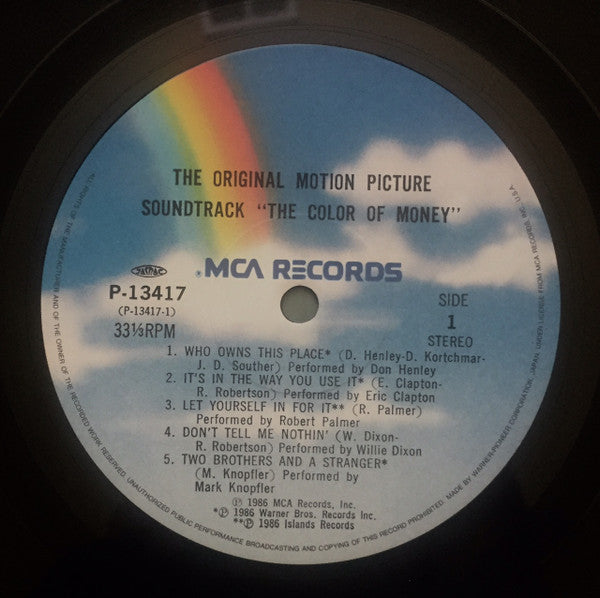 THE ORIGINAL MOTION PICTURE
SOUNDTRACK "THE COLOR OF MONEY"
®MCA RECORDS
JASRAC
P-13417
(P-13417-1)
33⅓RPM
SIDE
1
STEREO
1. WHO OWNS THIS PLACE* (D. Henley-D. Kortchmar-
J. D. Souther) Performed by Don Henley
2. IT'S IN THE WAY YOU USE IT* (E. Clapton-
R. Robertson) Performed by Eric Clapton
3. LET YOURSELF IN FOR IT** (R. Palmer)
Performed by Robert Palmer
4. DON'T TELL ME NOTHIN' (W. Dixon-
R. Robertson) Performed by Willie Dixon
5. TWO BROTHERS AND A STRANGER*
(M. Knopfler) Performed by
Mark Knopfler
℗ 1986 MCA Records, Inc.
*℗ 1986 Warner Bros. Records Inc.
**℗ 1986 Islands Records
ALL RIGHTS OF THE MANUFACTURER AND OF THE OWNER OF THE RECORDED WORK RESERVED. UNAUTHORIZED PUBLIC PERFORMANCE BROADCASTING AND COPYING OF THIS RECORD PROHIBITED. MADE BY WARNER-PIONEER CORPORATION, JAPAN. UNDER LICENSE FROM MCA RECORDS, INC. U.S.A.